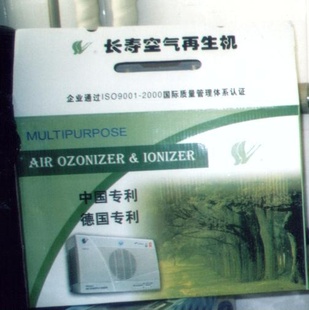 长寿空气再生机
企业通过ISO9001-2000国际质量管理体系认证
MULTIPURPOSE
AIR OZONIZER & IONIZER
中国专利
德国专利